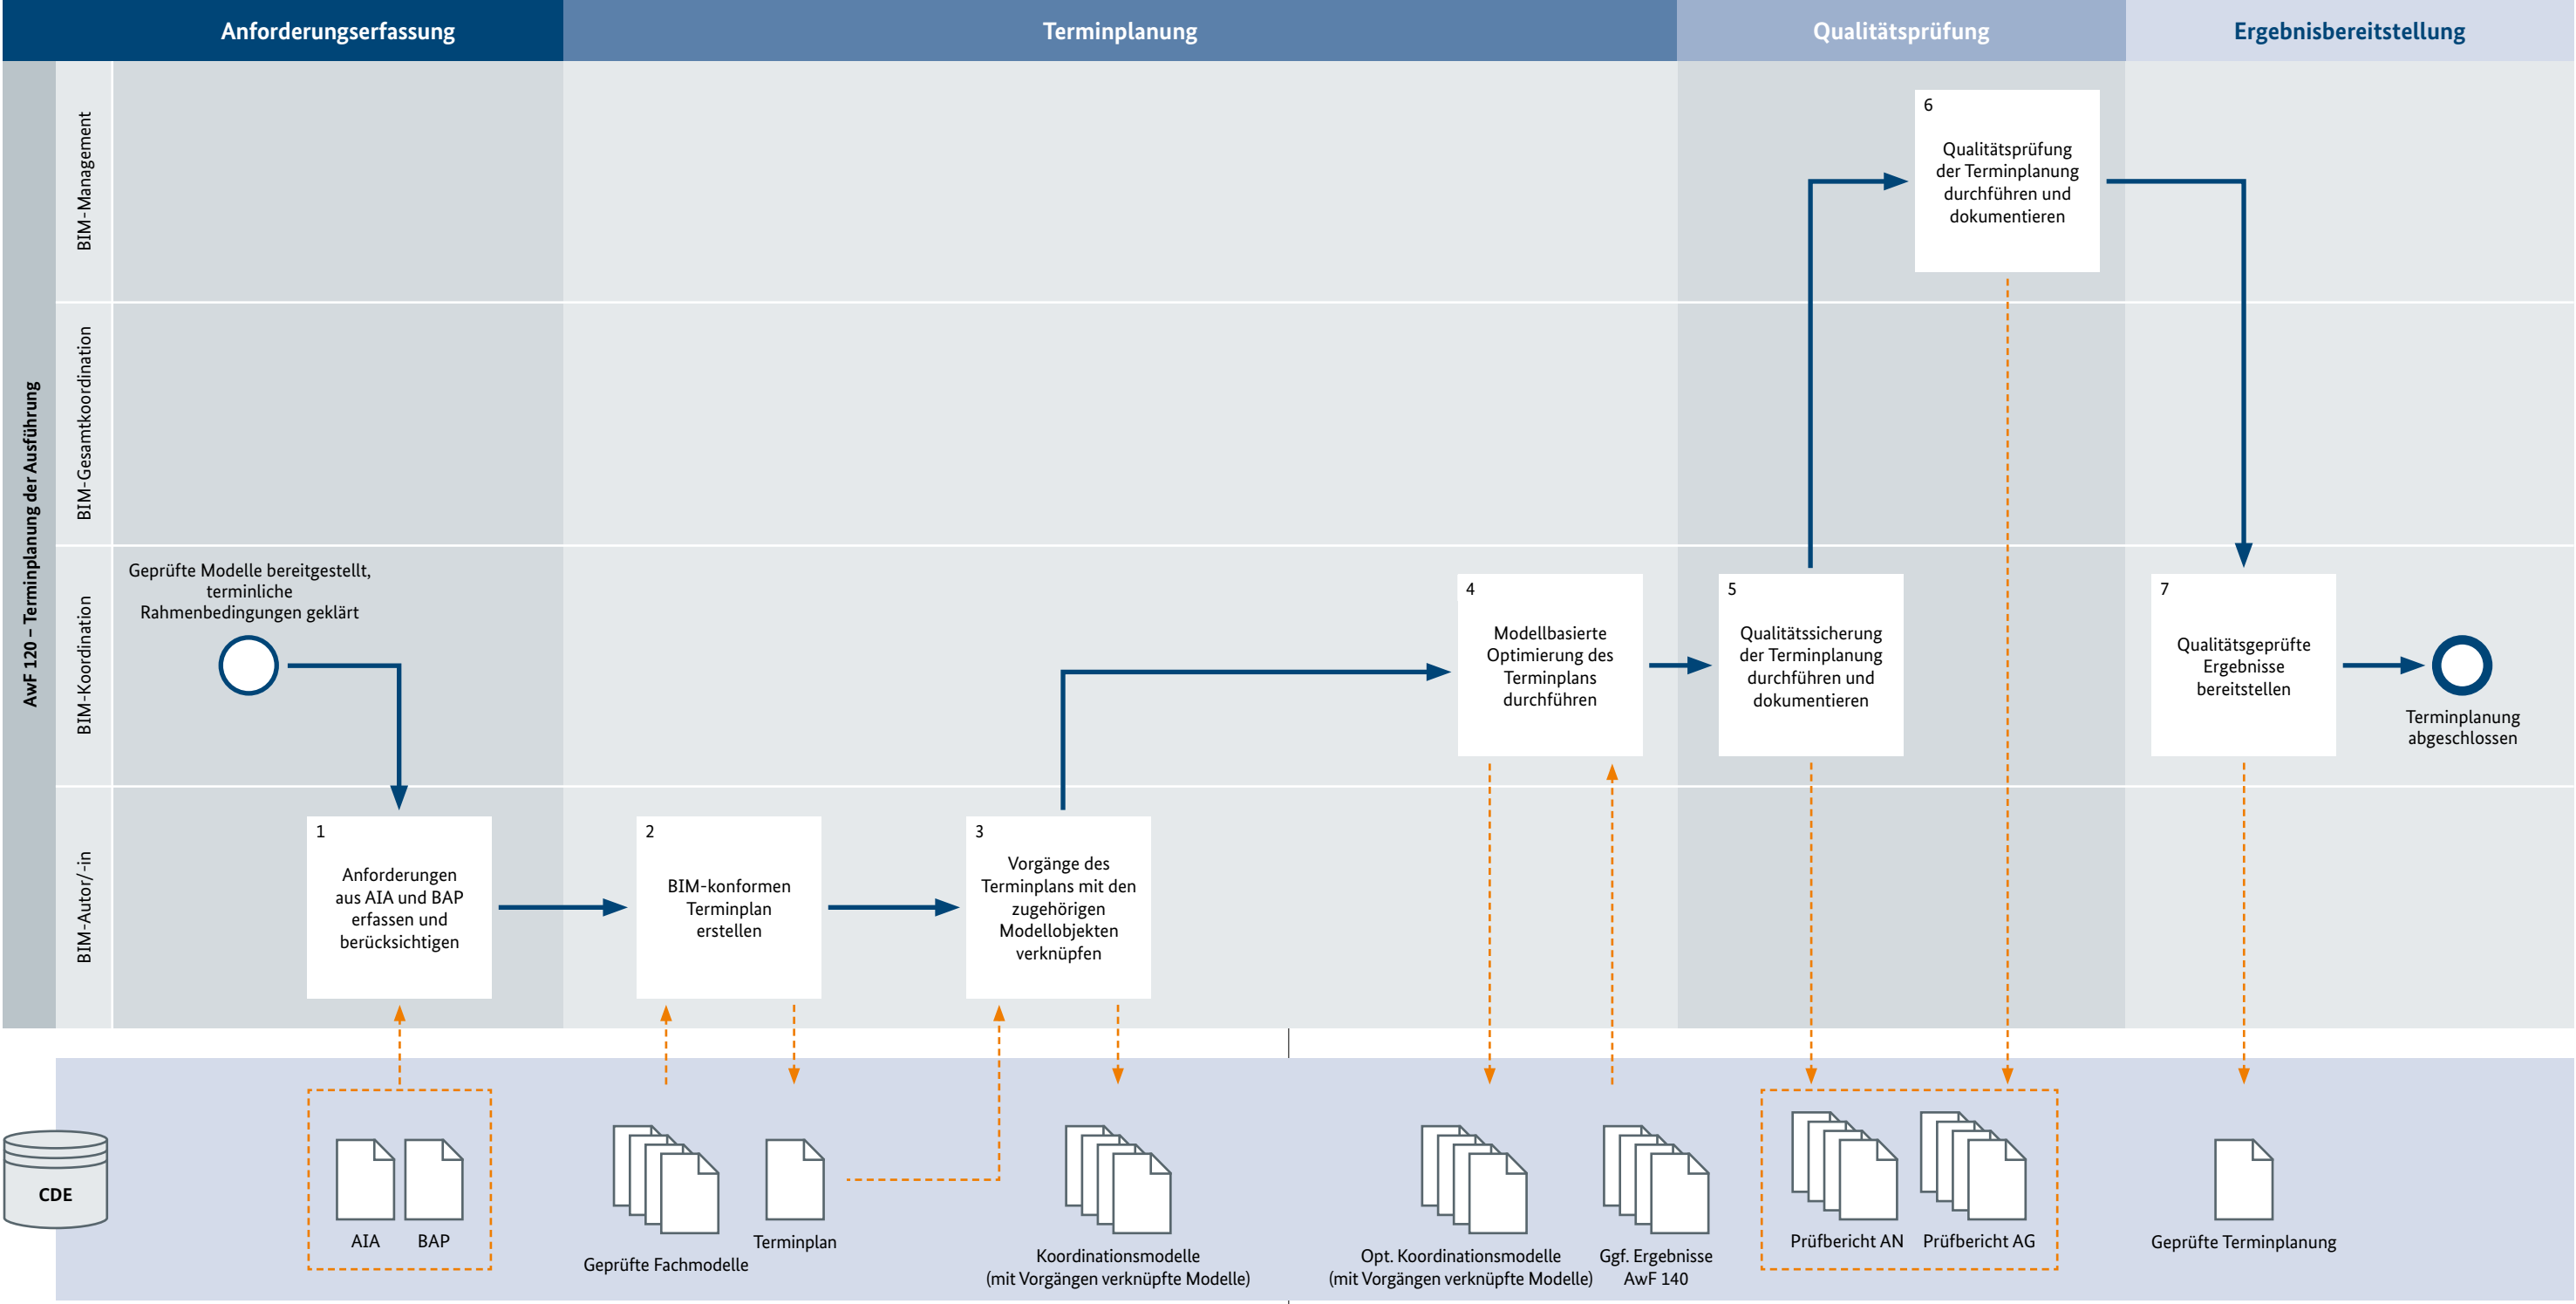 Anforderungserfassung
Terminplanung
Qualitätsprüfung
Ergebnisbereitstellung
AwF 120 – Terminplanung der Ausführung
BIM-Management
BIM-Gesamtkoordination
BIM-Koordination
BIM-Autor/-in
Geprüfte Modelle bereitgestellt,
terminliche
Rahmenbedingungen geklärt
1
Anforderungen
aus AIA und BAP
erfassen und
berücksichtigen
2
BIM-konformen
Terminplan
erstellen
3
Vorgänge des
Terminplans mit den
zugehörigen
Modellobjekten
verknüpfen
4
Modellbasierte
Optimierung des
Terminplans
durchführen
5
Qualitätssicherung
der Terminplanung
durchführen und
dokumentieren
6
Qualitätsprüfung
der Terminplanung
durchführen und
dokumentieren
7
Qualitätsgeprüfte
Ergebnisse
bereitstellen
Terminplanung
abgeschlossen
CDE
AIA
BAP
Geprüfte Fachmodelle
Terminplan
Koordinationsmodelle
(mit Vorgängen verknüpfte Modelle)
Opt. Koordinationsmodelle
(mit Vorgängen verknüpfte Modelle)
Ggf. Ergebnisse
AwF 140
Prüfbericht AN
Prüfbericht AG
Geprüfte Terminplanung